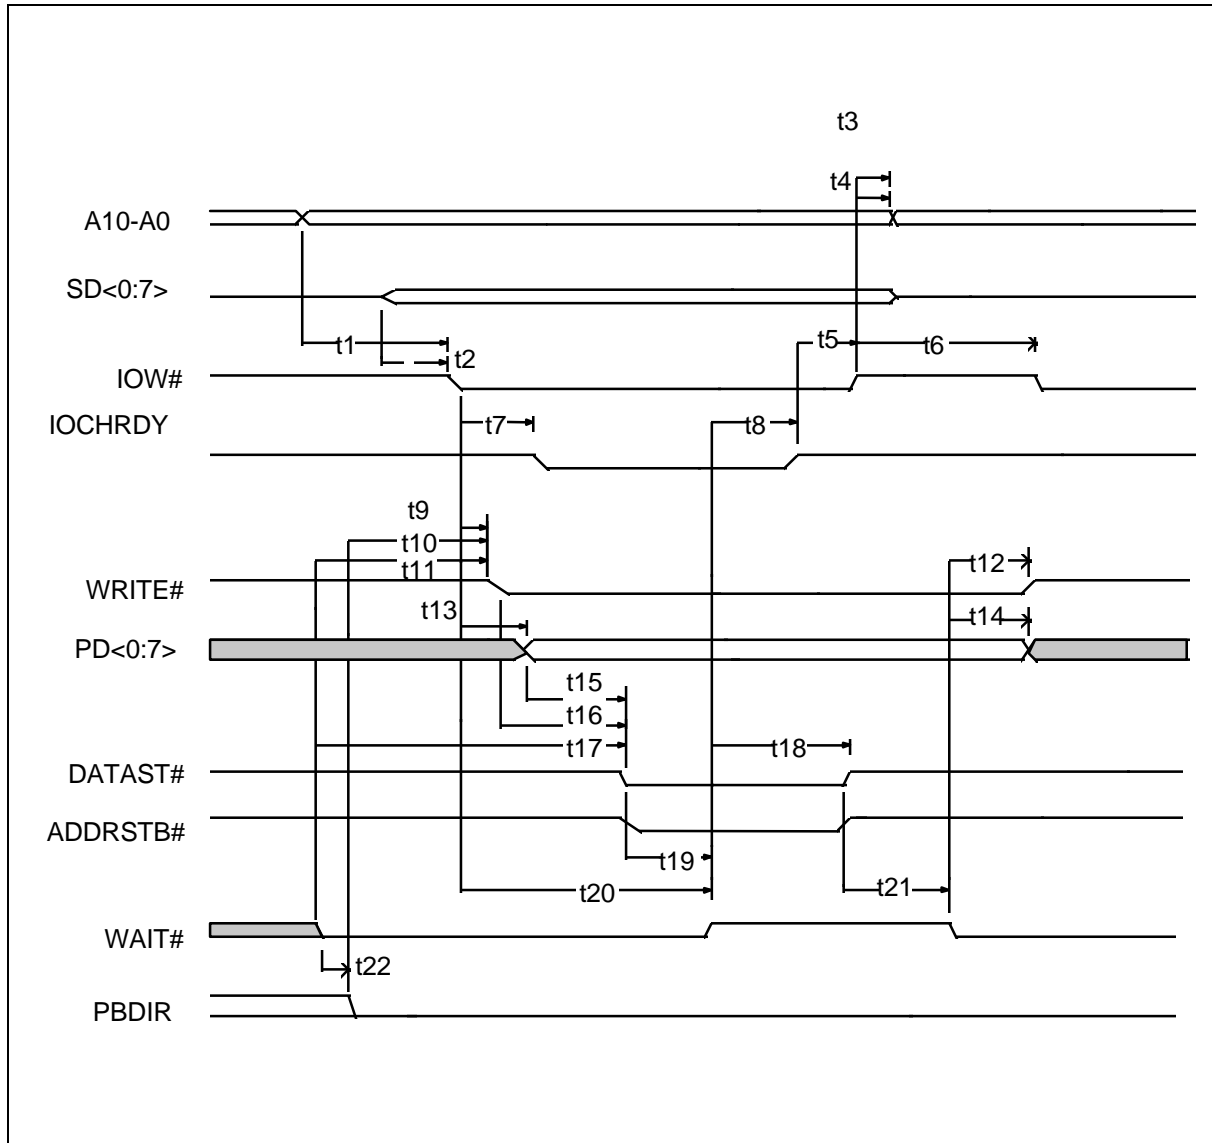 t3
t4
A10-A0
SD<0:7>
t1
t2
t5
t6
IOW#
IOCHRDY
t7
t8
t9
t10
t11
t12
WRITE#
t13
t14
PD<0:7>
t15
t16
t17
t18
DATAST#
ADDRSTB#
t19
t20
t21
WAIT#
t22
PBDIR